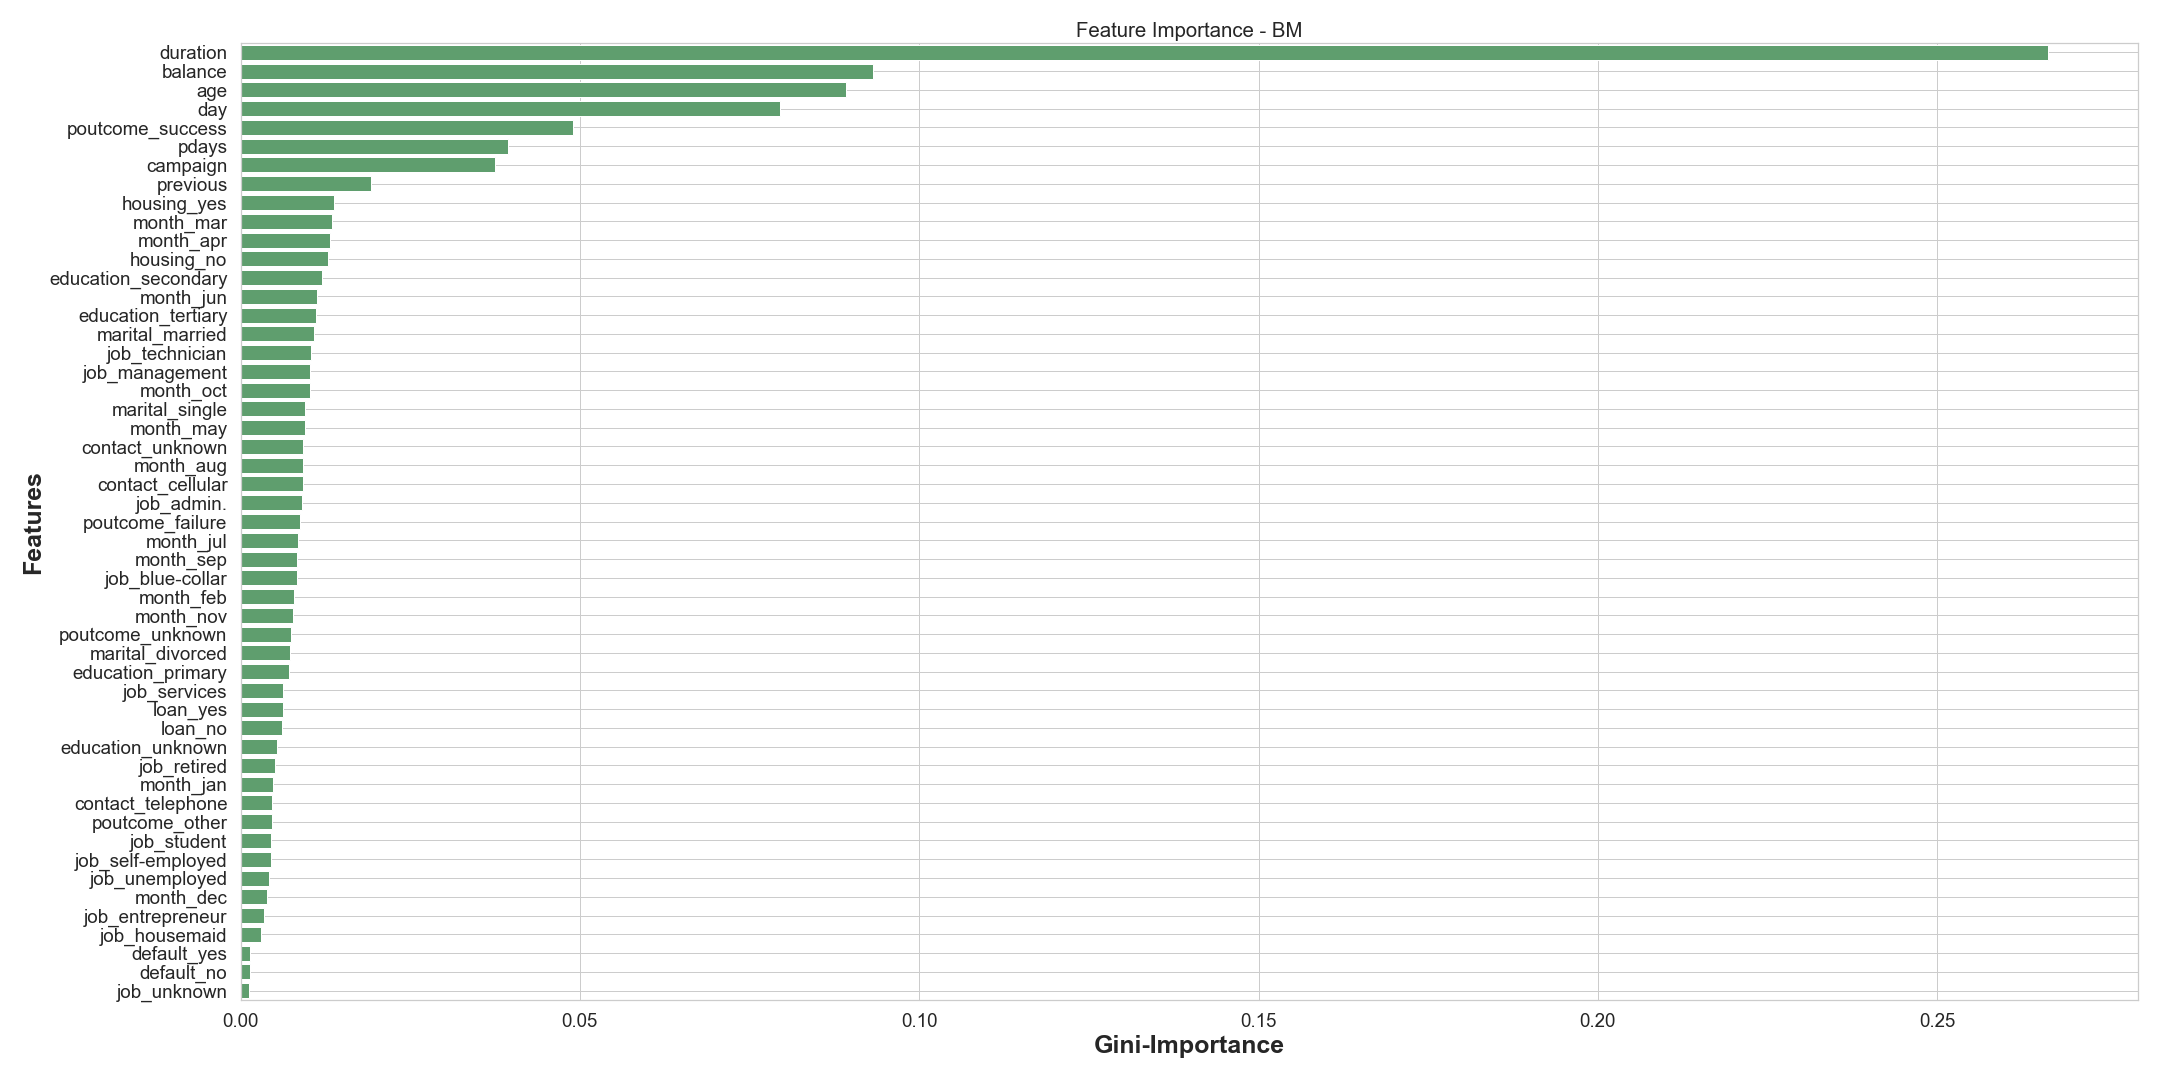 Feature Importance - BM
duration
balance
age
day
poutcome_success
pdays
campaign
previous
housing_yes
month_mar
month_apr
housing_no
education_secondary
month_jun
education_tertiary
marital_married
job_technician
job_management
month_oct
marital_single
month_may
contact_unknown
month_aug
contact_cellular
job_admin.
poutcome_failure
month_jul
month_sep
job_blue-collar
month_feb
month_nov
poutcome_unknown
marital_divorced
education_primary
job_services
loan_yes
loan_no
education_unknown
job_retired
month_jan
contact_telephone
poutcome_other
job_student
job_self-employed
job_unemployed
month_dec
job_entrepreneur
job_housemaid
default_yes
default_no
job_unknown
Features
0.00 0.05 0.10 0.15 0.20 0.25
Gini-Importance